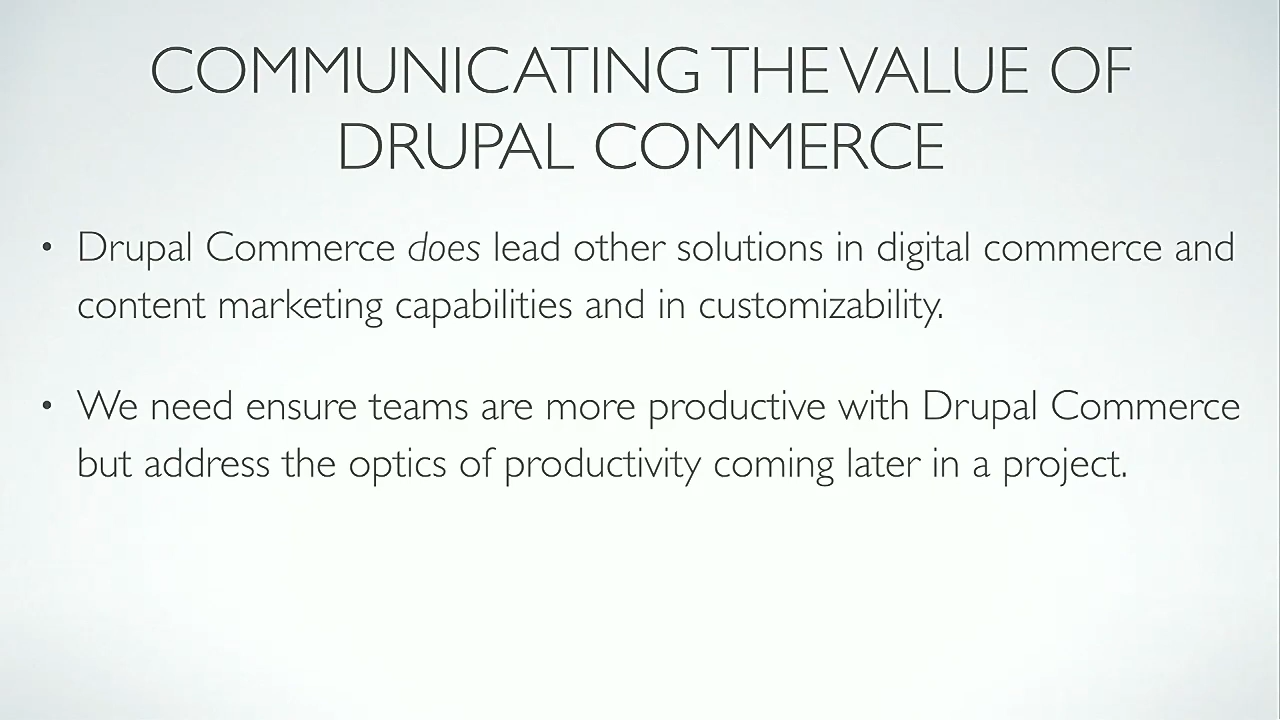 COMMUNICATING THE VALUE OF
DRUPAL COMMERCE
• Drupal Commerce does lead other solutions in digital commerce and
content marketing capabilities and in customizability.
• We need ensure teams are more productive with Drupal Commerce
but address the optics of productivity coming later in a project.